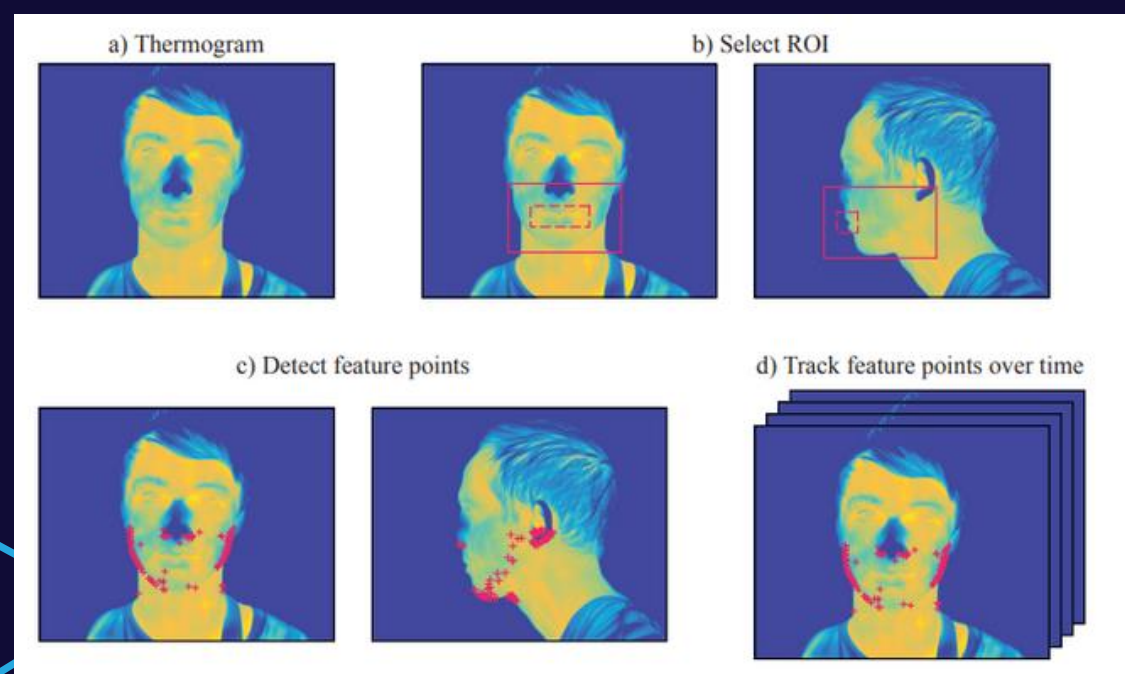 a) Thermogram
b) Select ROI
c) Detect feature points
d) Track feature points over time